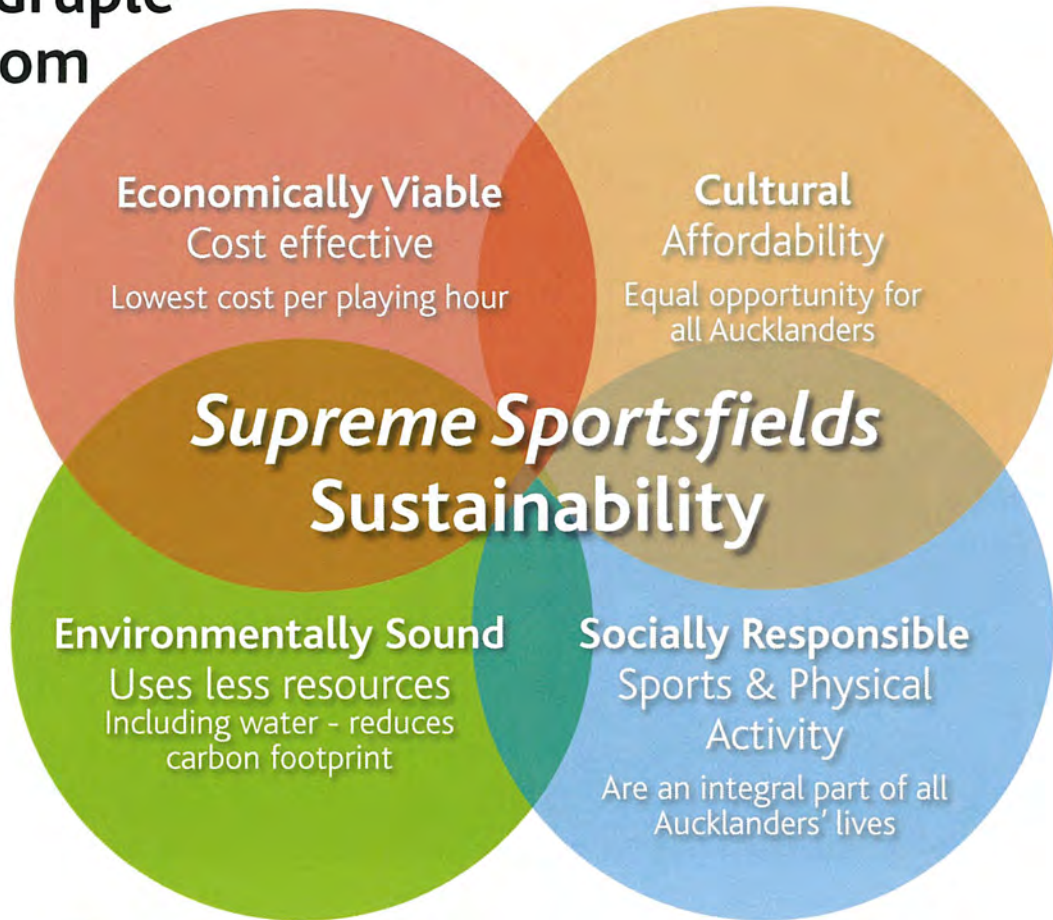 om
Economically Viable
Cost effective
Lowest cost per playing hour
Cultural
Affordability
Equal opportunity for
all Aucklanders
Supreme Sportsfields
Sustainability
Environmentally Sound
Uses less resources
Including water - reduces
carbon footprint
Socially Responsible
Sports & Physical
Activity
Are an integral part of all
Aucklanders' lives